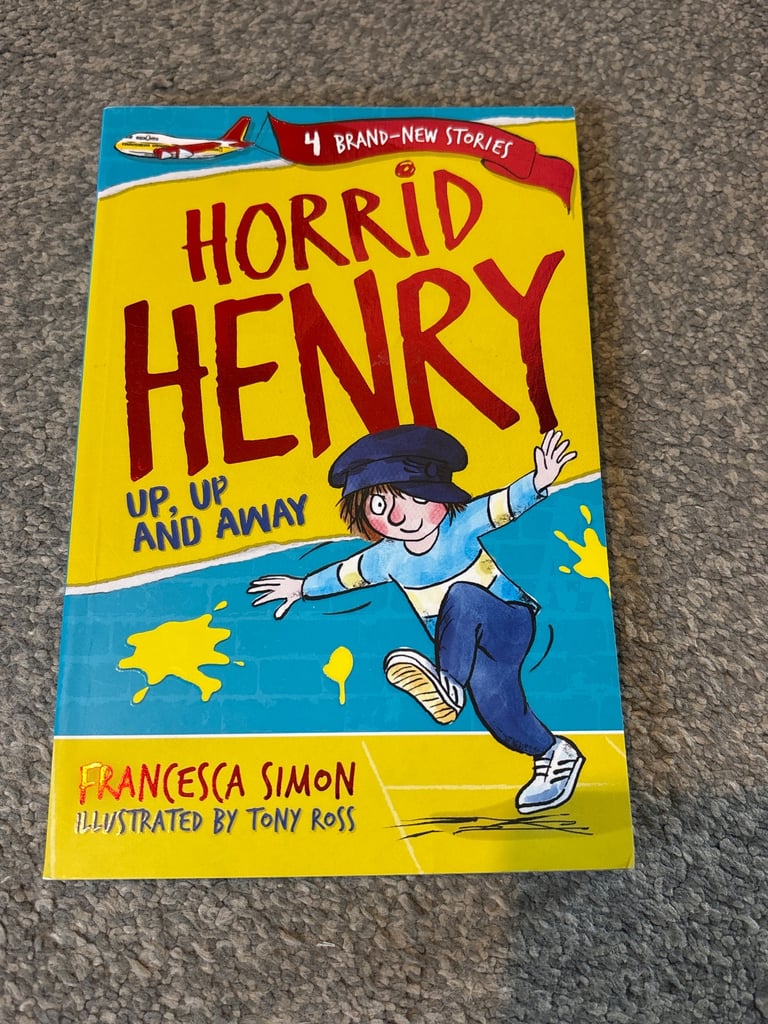 4 BRAND-NEW STORIES
HORRiD
HENRY
UP, UP
AND AWAY
FRANCESCA SIMON
ILLUSTRATED BY TONY ROSS